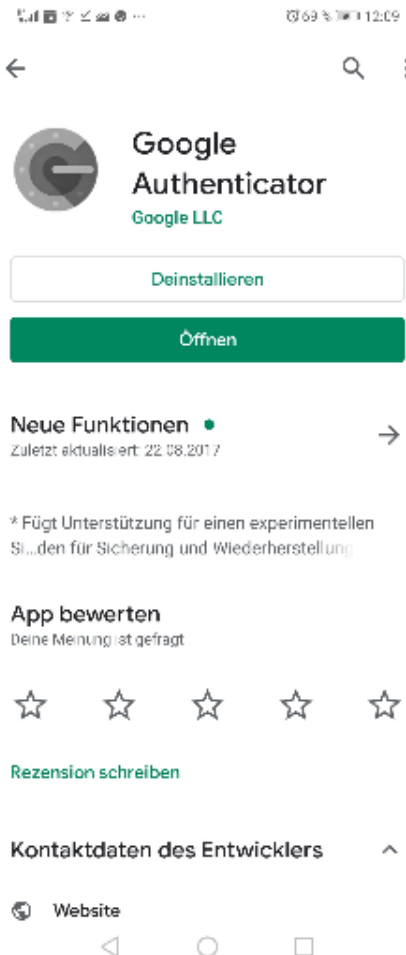 69 % 12:09
Google
Authenticator
Google LLC
Deinstallieren
Öffnen
Neue Funktionen
Zuletzt aktualisiert: 22.08.2017
* Fügt Unterstützung für einen experimentellen
Si...den für Sicherung und Wiederherstellung
App bewerten
Deine Meinung ist gefragt
Rezension schreiben
Kontaktdaten des Entwicklers
Website